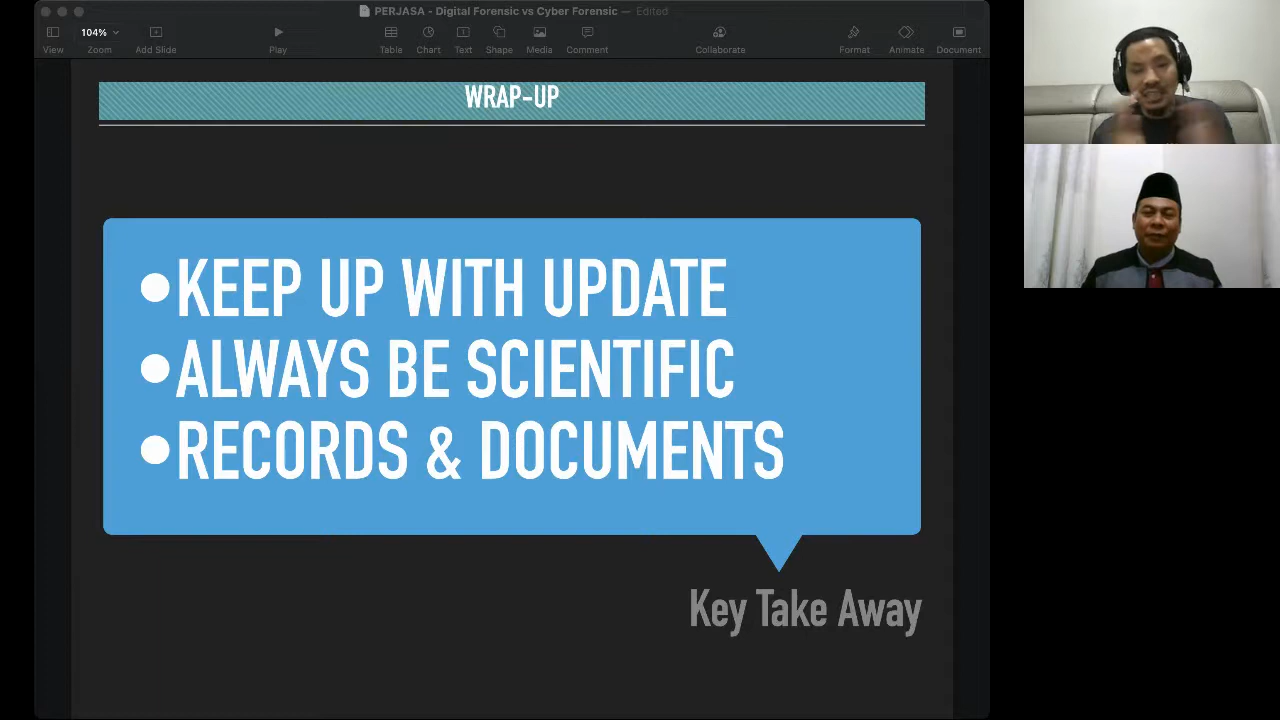 PERJASA - Digital Forensic vs Cyber Forensic — Edited
104%
View Zoom Add Slide Play Table Chart Text Shape Media Comment Collaborate Format Animate Document
WRAP-UP
•KEEP UP WITH UPDATE
•ALWAYS BE SCIENTIFIC
•RECORDS & DOCUMENTS
Key Take Away